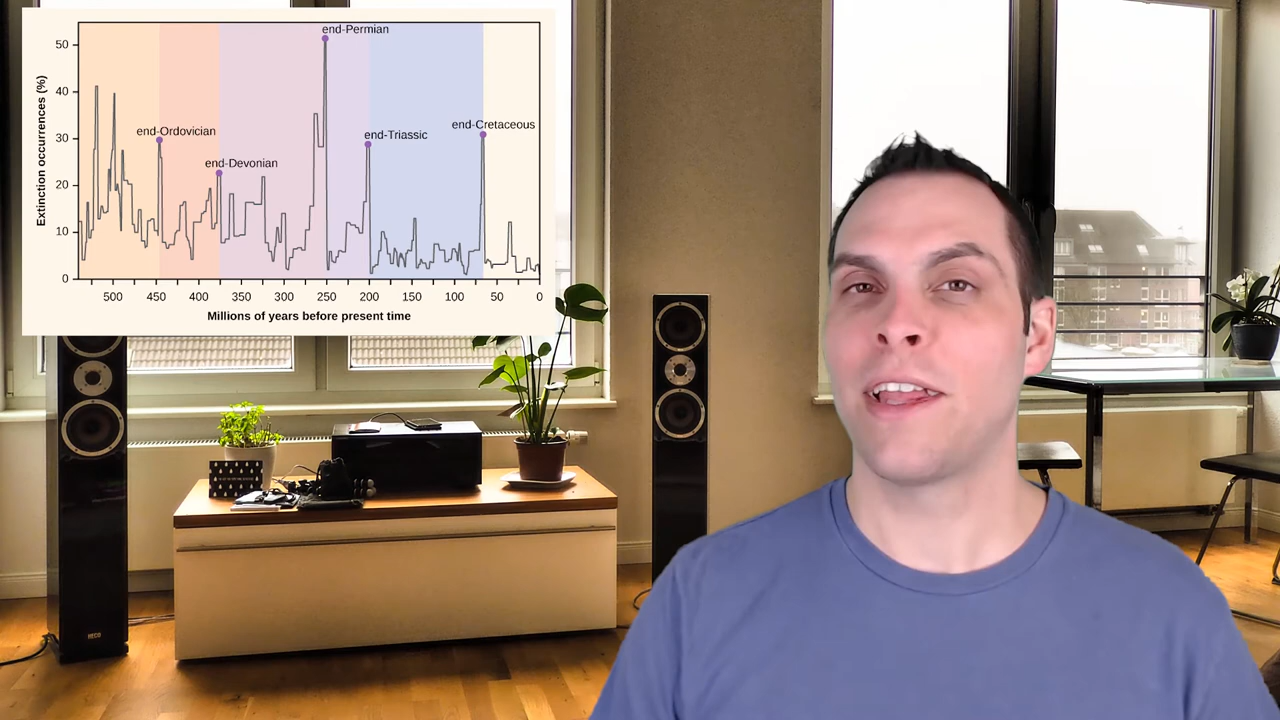 end-Permian
50
40
30
20
10
0
Extinction occurrences (%)
end-Ordovician
end-Devonian
end-Triassic
end-Cretaceous
500 450 400 350 300 250 200 150 100 50 0
Millions of years before present time
HECO